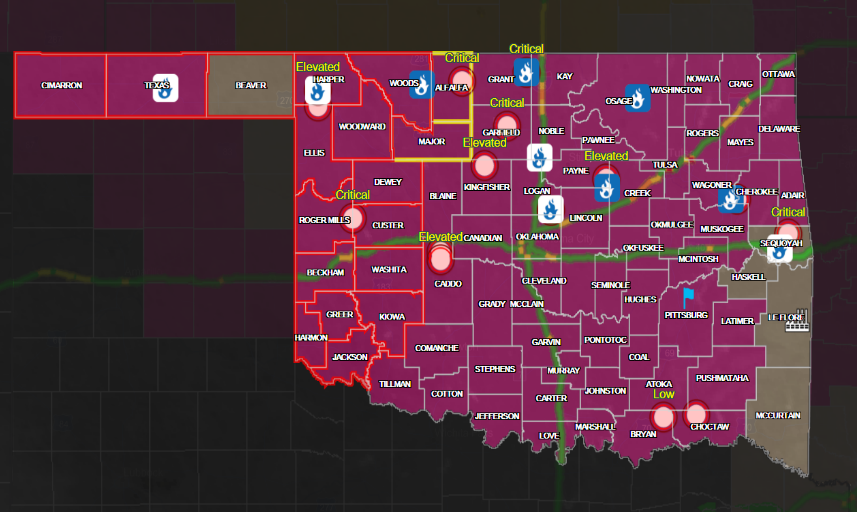 Critical
Critical
Elevated
HARPER
WOODS
ALFALFA
GRANT
KAY
NOWATA
CRAIG
OTTAWA
CIMARRON
TEXAS
BEAVER
OSAGE
WASHINGTON
Critical
WOODWARD
GARFIELD
NOBLE
ROGERS
DELAWARE
MAJOR
Elevated
PAWNEE
MAYES
ELLIS
Elevated
PAYNE
TULSA
DEWEY
KINGFISHER
LOGAN
CREEK
WAGONER
CHEROKEE
ADAIR
BLAINE
Critical
ROGER MILLS
CUSTER
LINCOLN
OKMULGEE
MUSKOGEE
Critical
Elevated
CANADIAN
OKLAHOMA
OKFUSKEE
SEQUOYAH
MCINTOSH
BECKHAM
WASHITA
CADDO
CLEVELAND
SEMINOLE
HASKELL
GRADY
MCCLAIN
HUGHES
GREER
KIOWA
PITTSBURG
LATIMER
LE FLORE
HARMON
JACKSON
COMANCHE
GARVIN
PONTOTOC
COAL
TILLMAN
STEPHENS
MURRAY
PUSHMATAHA
COTTON
CARTER
JOHNSTON
ATOKA
Low
JEFFERSON
MARSHALL
BRYAN
CHOCTAW
MCCURTAIN
LOVE